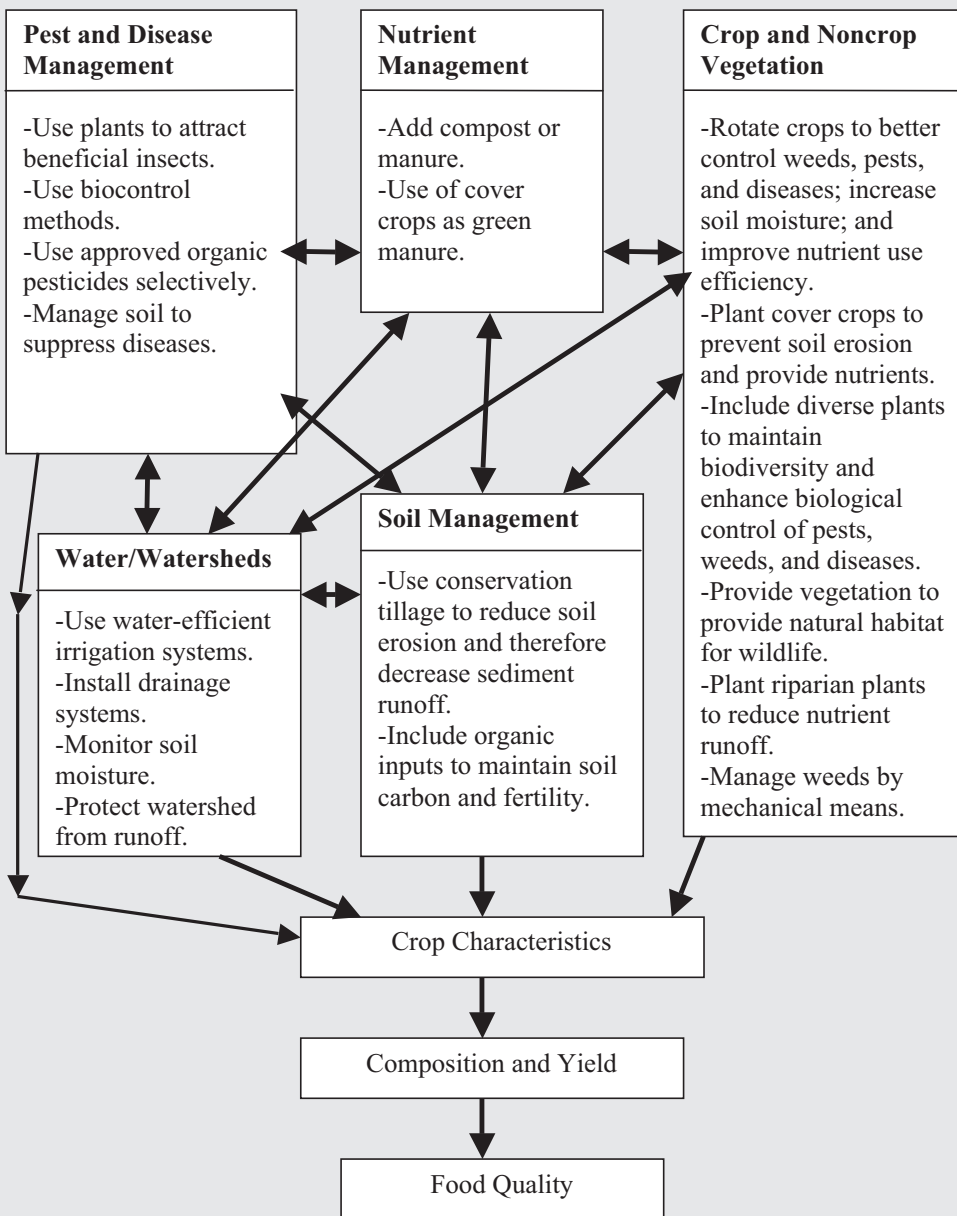 Pest and Disease
Management
-Use plants to attract
beneficial insects.
-Use biocontrol
methods.
-Use approved organic
pesticides selectively.
-Manage soil to
suppress diseases.
Nutrient
Management
-Add compost or
manure.
-Use of cover
crops as green
manure.
Crop and Noncrop
Vegetation
-Rotate crops to better
control weeds, pests,
and diseases; increase
soil moisture; and
improve nutrient use
efficiency.
-Plant cover crops to
prevent soil erosion
and provide nutrients.
-Include diverse plants
to maintain
biodiversity and
enhance biological
control of pests,
weeds, and diseases.
-Provide vegetation to
provide natural habitat
for wildlife.
-Plant riparian plants
to reduce nutrient
runoff.
-Manage weeds by
mechanical means.
Water/Watersheds
-Use water-efficient
irrigation systems.
-Install drainage
systems.
-Monitor soil
moisture.
-Protect watershed
from runoff.
Soil Management
-Use conservation
tillage to reduce soil
erosion and therefore
decrease sediment
runoff.
-Include organic
inputs to maintain soil
carbon and fertility.
Crop Characteristics
Composition and Yield
Food Quality